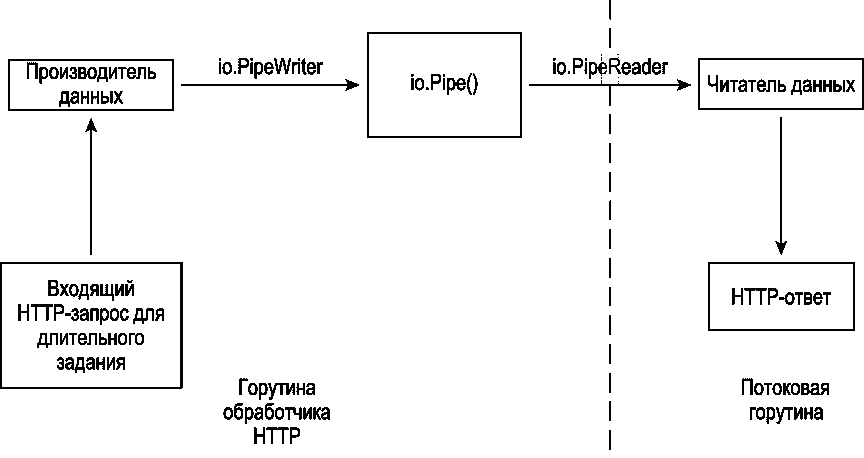 Производитель
данных
io.PipeWriter
io.Pipe()
io.PipeReader
Читатель данных
Входящий
HTTP-запрос для
длительного
задания
HTTP-ответ
Горутина
обработчика
HTTP
Потоковая
горутина